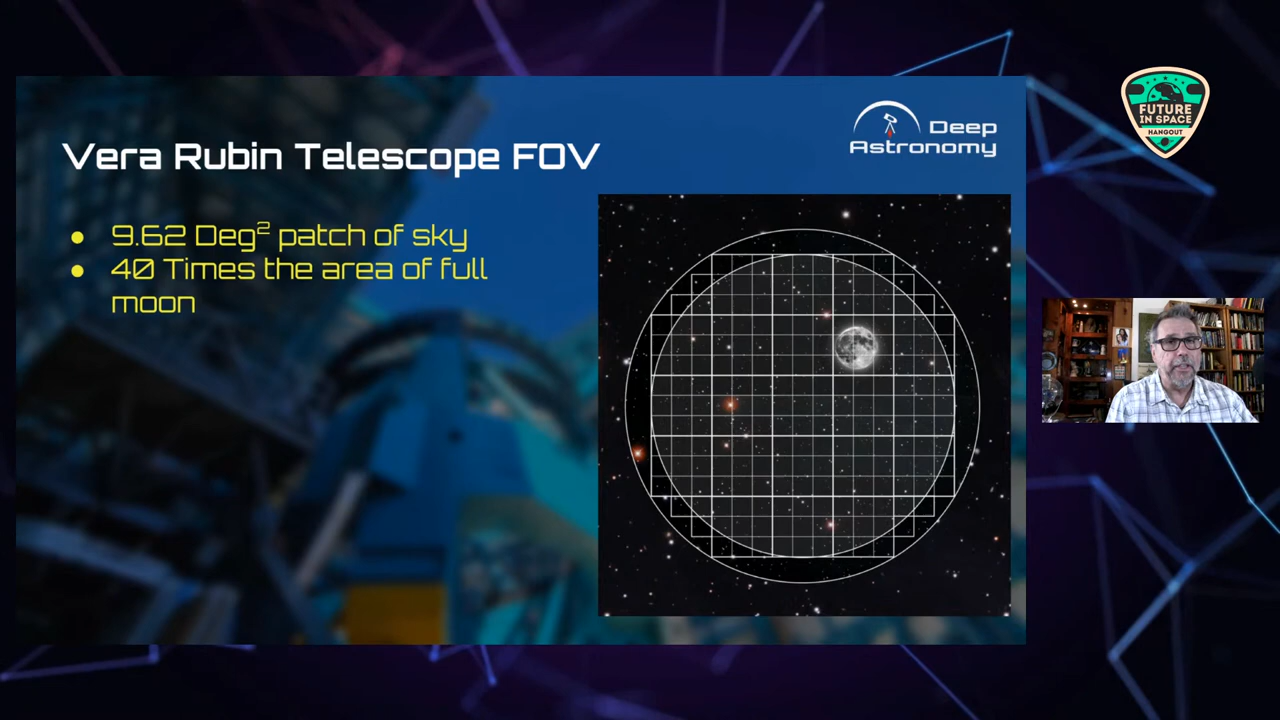 Vera Rubin Telescope FOV
Deep
Astronomy
● 9.62 Deg² patch of sky
● 40 Times the area of full
moon
FUTURE
IN SPACE
HANGOUT